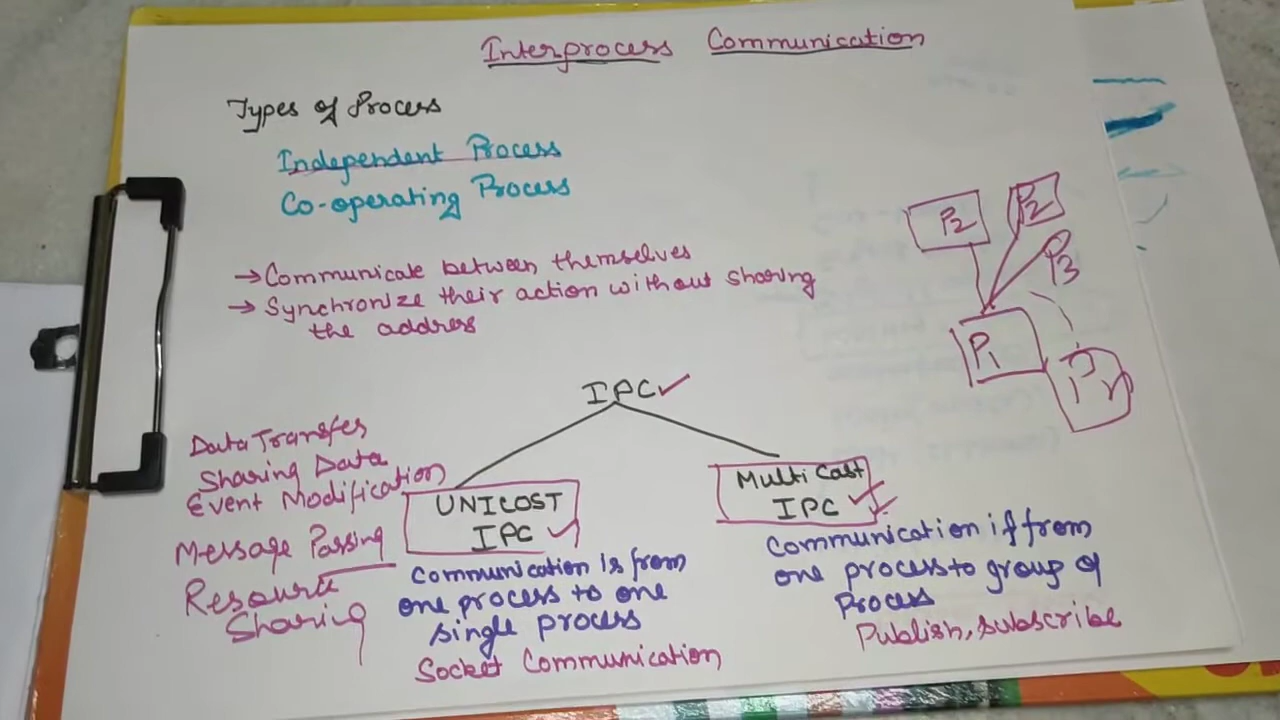 Interprocess Communication
Types of Process
Independent Process
Co-operating Process
→ Communicate between themselves
→ Synchronize their action without sharing
the address
P2
P2
P3
P1
Pn
IPC ✓
Data Transfer
Sharing Data
Event Modification
Message Passing
Resource
Sharing
UNICOST
IPC ✓
Communication is from
one process to one
single process
Socket Communication
Multi Cast
IPC ✓
Communication if from
one process to group of
Process
Publish, subscribe